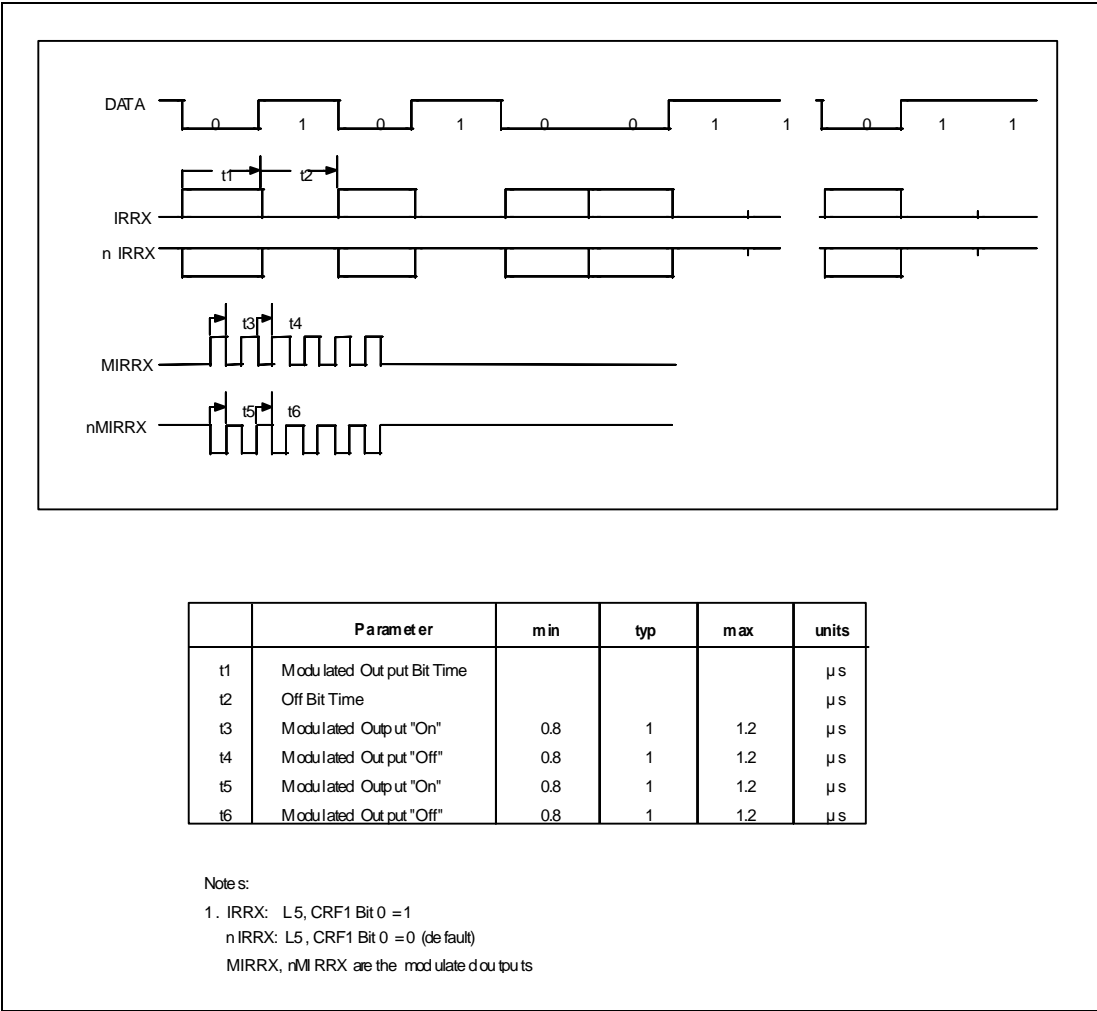 DATA 0 1 0 1 0 0 1 1 0 1 1
t1 t2
IRRX
n IRRX
t3 t4
MIRRX
t5 t6
nMIRRX
Parameter min typ max units
t1 Modulated Output Bit Time µs
t2 Off Bit Time µs
t3 Modulated Output "On" 0.8 1 1.2 µs
t4 Modulated Output "Off" 0.8 1 1.2 µs
t5 Modulated Output "On" 0.8 1 1.2 µs
t6 Modulated Output "Off" 0.8 1 1.2 µs
Notes:
1. IRRX: L5, CRF1 Bit 0 = 1
nIRRX: L5, CRF1 Bit 0 = 0 (default)
MIRRX, nMIRRX are the modulated outputs